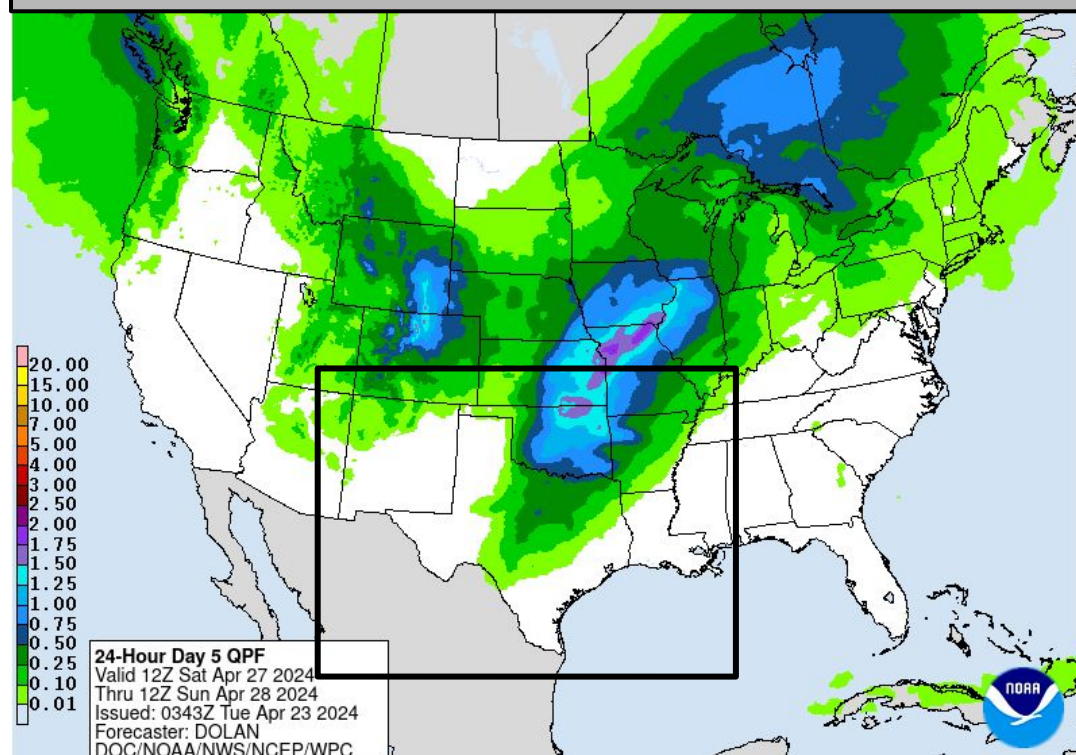 20.00
15.00
10.00
7.00
5.00
4.00
3.00
2.50
2.00
1.75
1.50
1.25
1.00
0.75
0.50
0.25
0.10
0.01
24-Hour Day 5 QPF
Valid 12Z Sat Apr 27 2024
Thru 12Z Sun Apr 28 2024
Issued: 0343Z Tue Apr 23 2024
Forecaster: DOLAN
DOC/NOAA/NWS/NCEP/WPC
NOAA